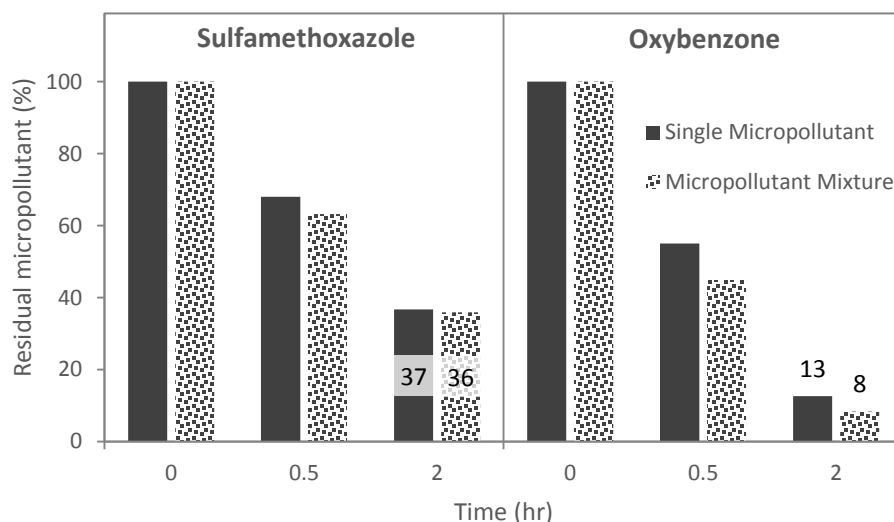 Sulfamethoxazole
Oxybenzone
Residual micropollutant (%)
100
80
60
40
20
0
Single Micropollutant
Micropollutant Mixture
37
36
13
8
0
0.5
2
0
0.5
2
Time (hr)